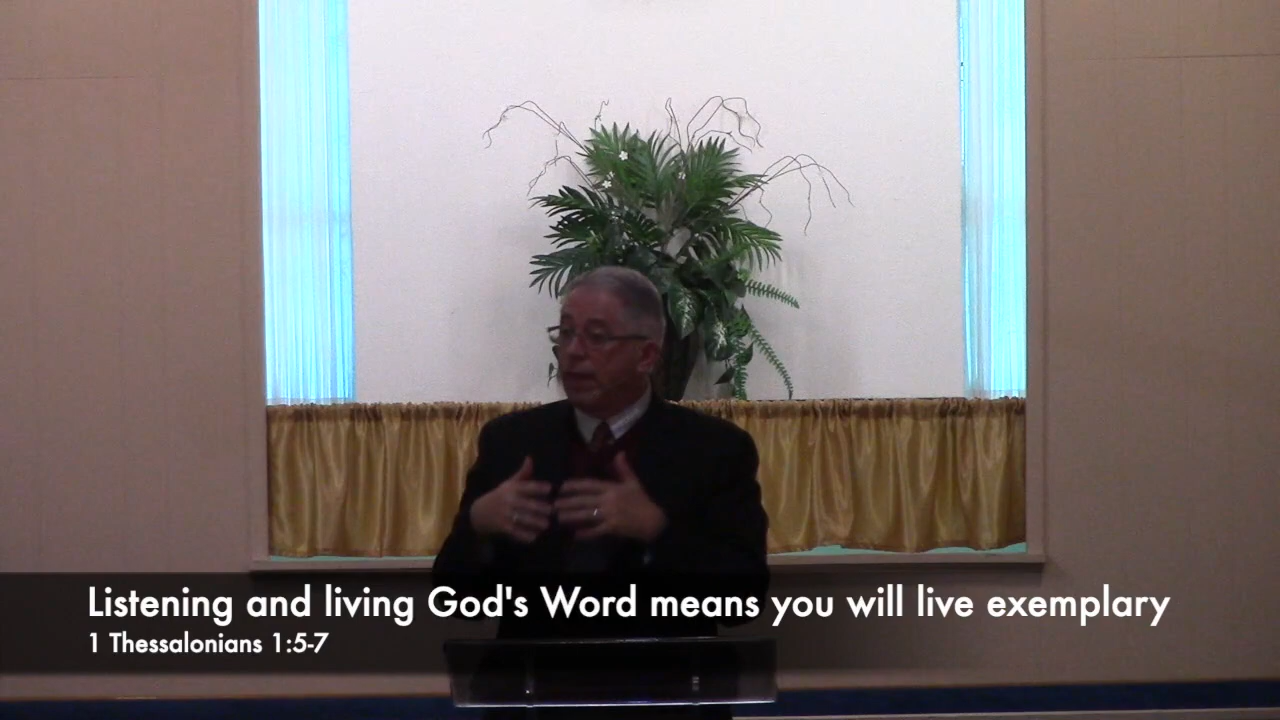 Listening and living God's Word means you will live exemplary
1 Thessalonians 1:5-7